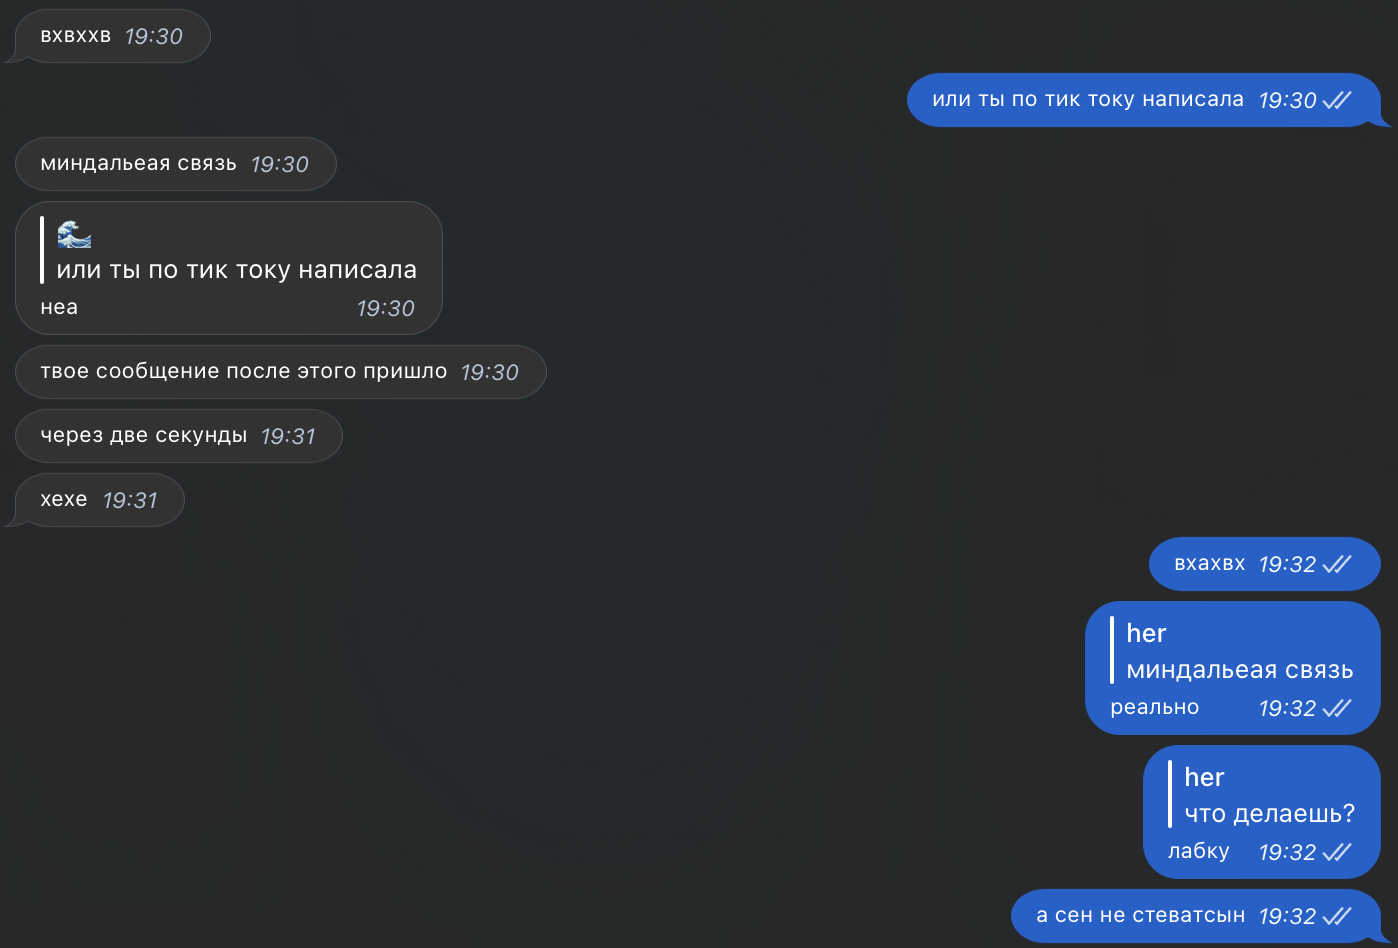 вхвххв 19:30
или ты по тик току написала 19:30
миндальеая связь 19:30
🌊
или ты по тик току написала
неа 19:30
твое сообщение после этого пришло 19:30
через две секунды 19:31
хехе 19:31
вхахвх 19:32
her
миндальеая связь
реально 19:32
her
что делаешь?
лабку 19:32
а сен не стеватсын 19:32